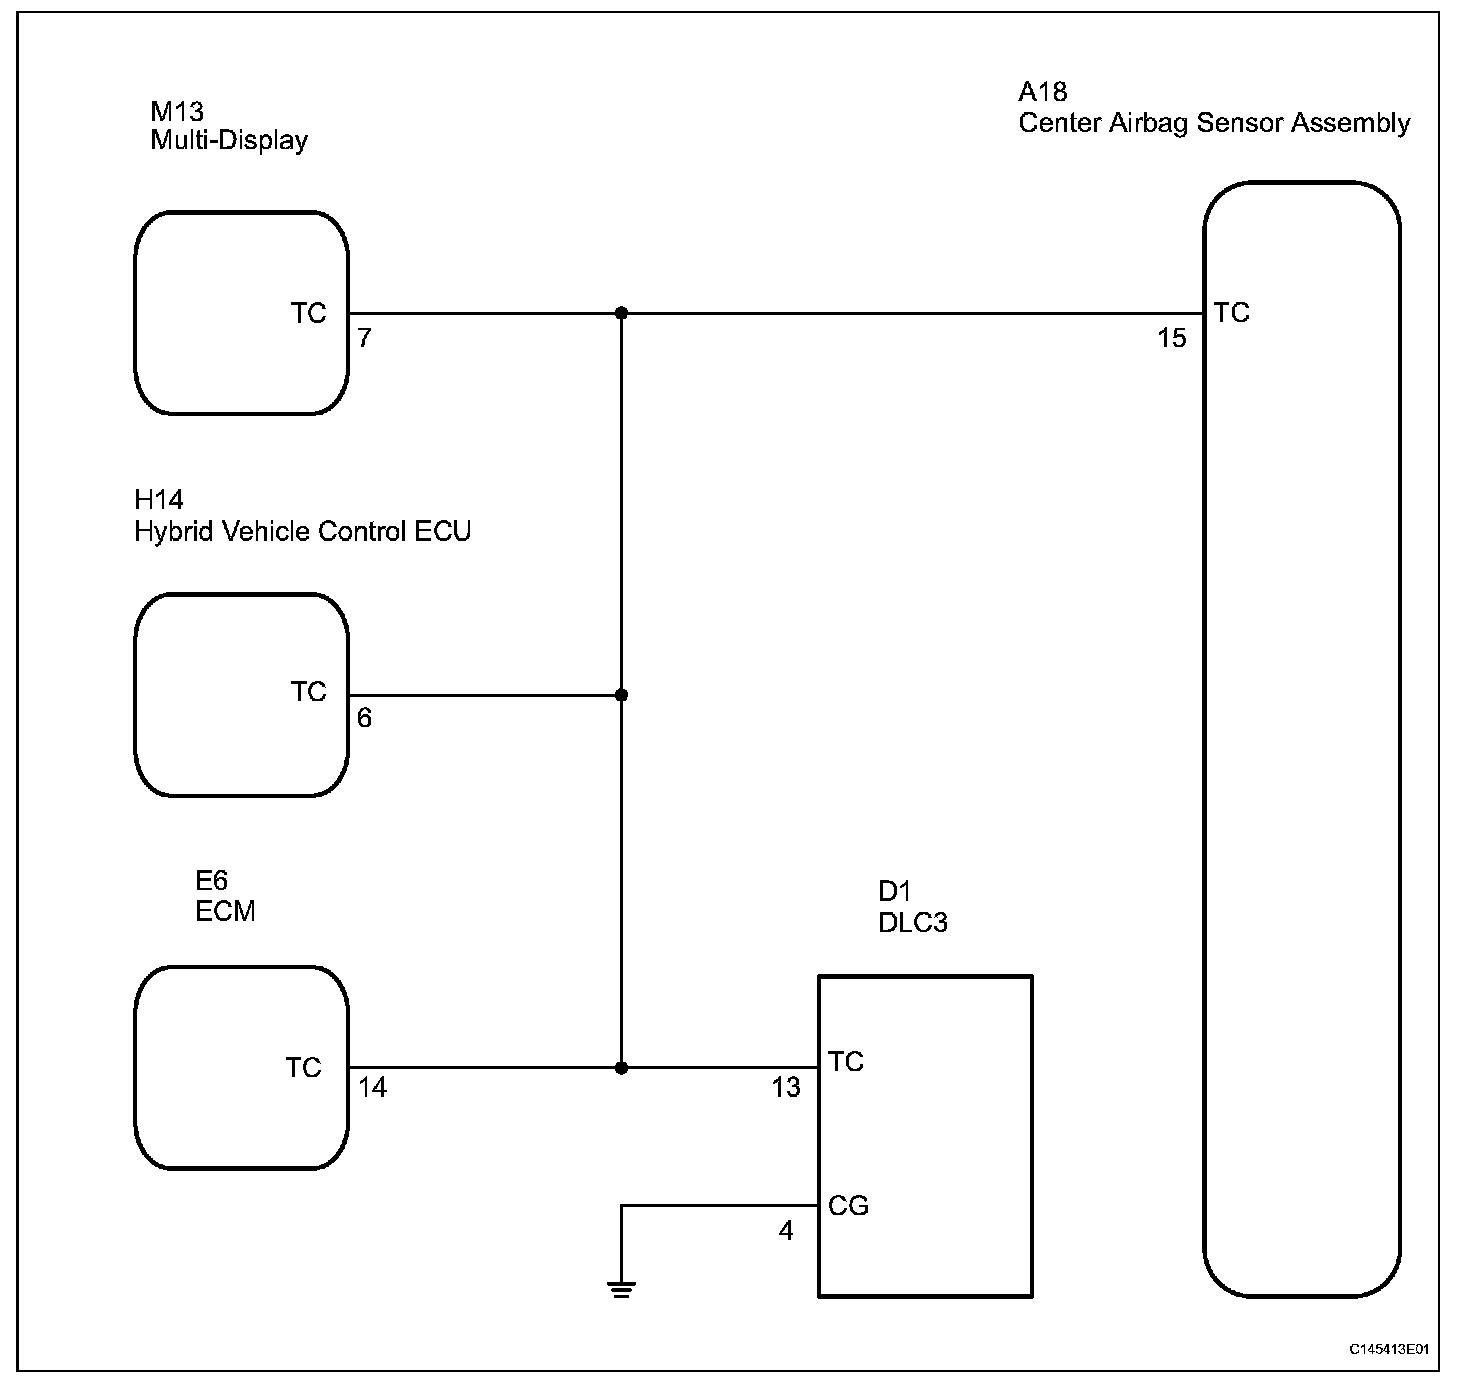 M13
Multi-Display
A18
Center Airbag Sensor Assembly
TC
7
15
TC
H14
Hybrid Vehicle Control ECU
TC
6
E6
ECM
D1
DLC3
TC
14
13
TC
4
CG
C145413E01